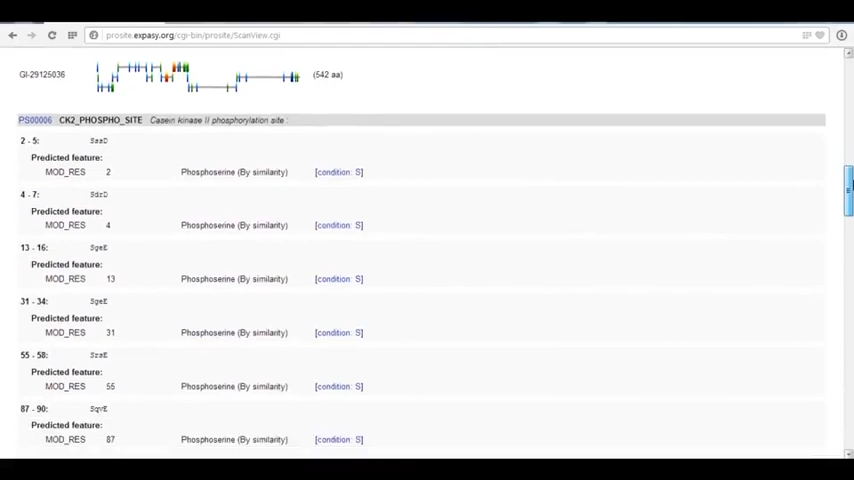 prosite.expasy.org/cgi-bin/prosite/ScanView.cgi
GI-29125036 (542 aa)
PS00006 CK2_PHOSPHO_SITE Casein kinase II phosphorylation site :
2 - 5: SssD
Predicted feature:
MOD_RES 2 Phosphoserine (By similarity) [condition: S]
4 - 7: SdrD
Predicted feature:
MOD_RES 4 Phosphoserine (By similarity) [condition: S]
13 - 16: SgeE
Predicted feature:
MOD_RES 13 Phosphoserine (By similarity) [condition: S]
31 - 34: SgeE
Predicted feature:
MOD_RES 31 Phosphoserine (By similarity) [condition: S]
55 - 58:
Predicted feature:
MOD_RES 55 Phosphoserine (By similarity) [condition: S]
87 - 90: SqvE
Predicted feature:
MOD_RES 87 Phosphoserine (By similarity) [condition: S]